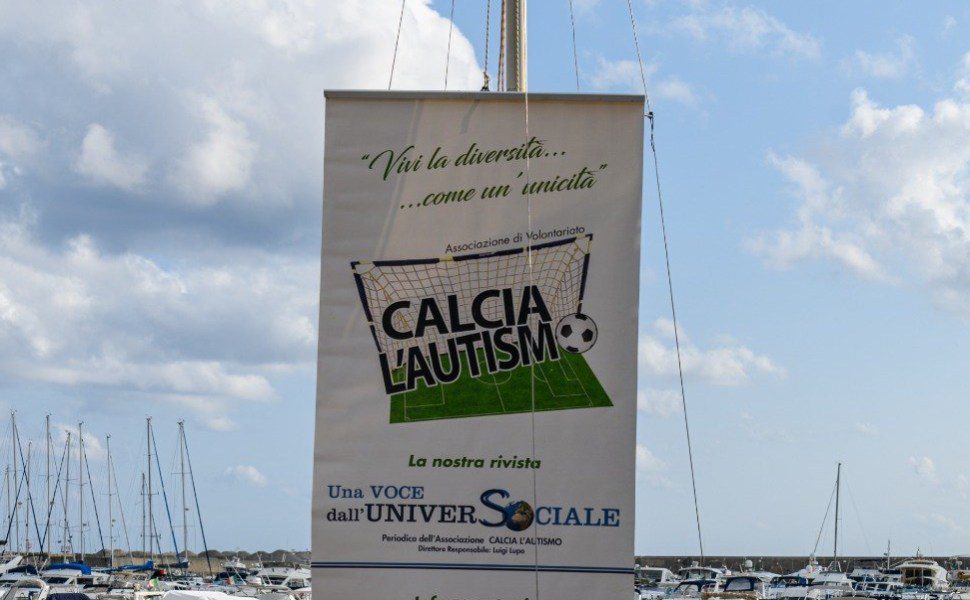 “Vivi la diversità...
...come un' unicità”
Associazione di Volontariato
CALCIA
L'AUTISMO
La nostra rivista
Una VOCE
dall'UNIVERSOCIALE
Periodico dell'Associazione CALCIA L'AUTISMO
Direttore Responsabile: Luigi Lupo